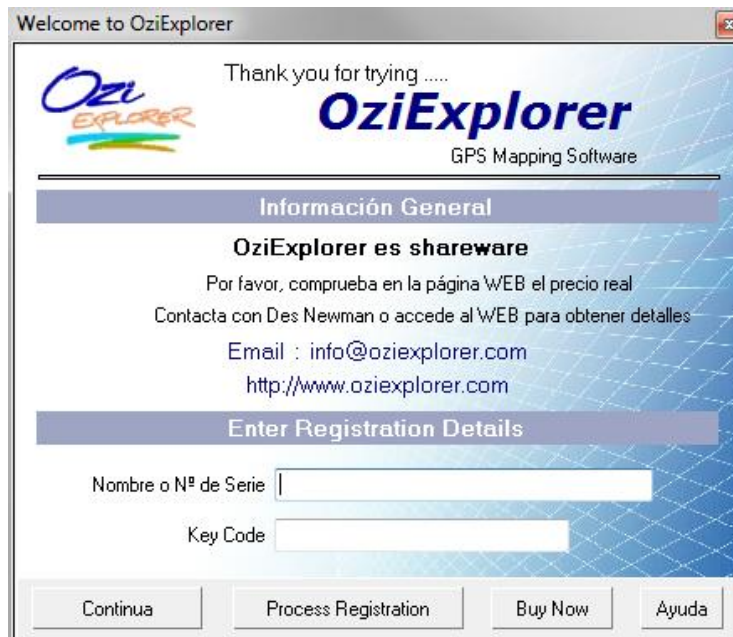 Welcome to OziExplorer
x
Ozi
EXPLORER
Thank you for trying .....
OziExplorer
GPS Mapping Software
Información General
OziExplorer es shareware
Por favor, comprueba en la página WEB el precio real
Contacta con Des Newman o accede al WEB para obtener detalles
Email : info@oziexplorer.com
http://www.oziexplorer.com
Enter Registration Details
Nombre o Nº de Serie
Key Code
Continua Process Registration Buy Now Ayuda